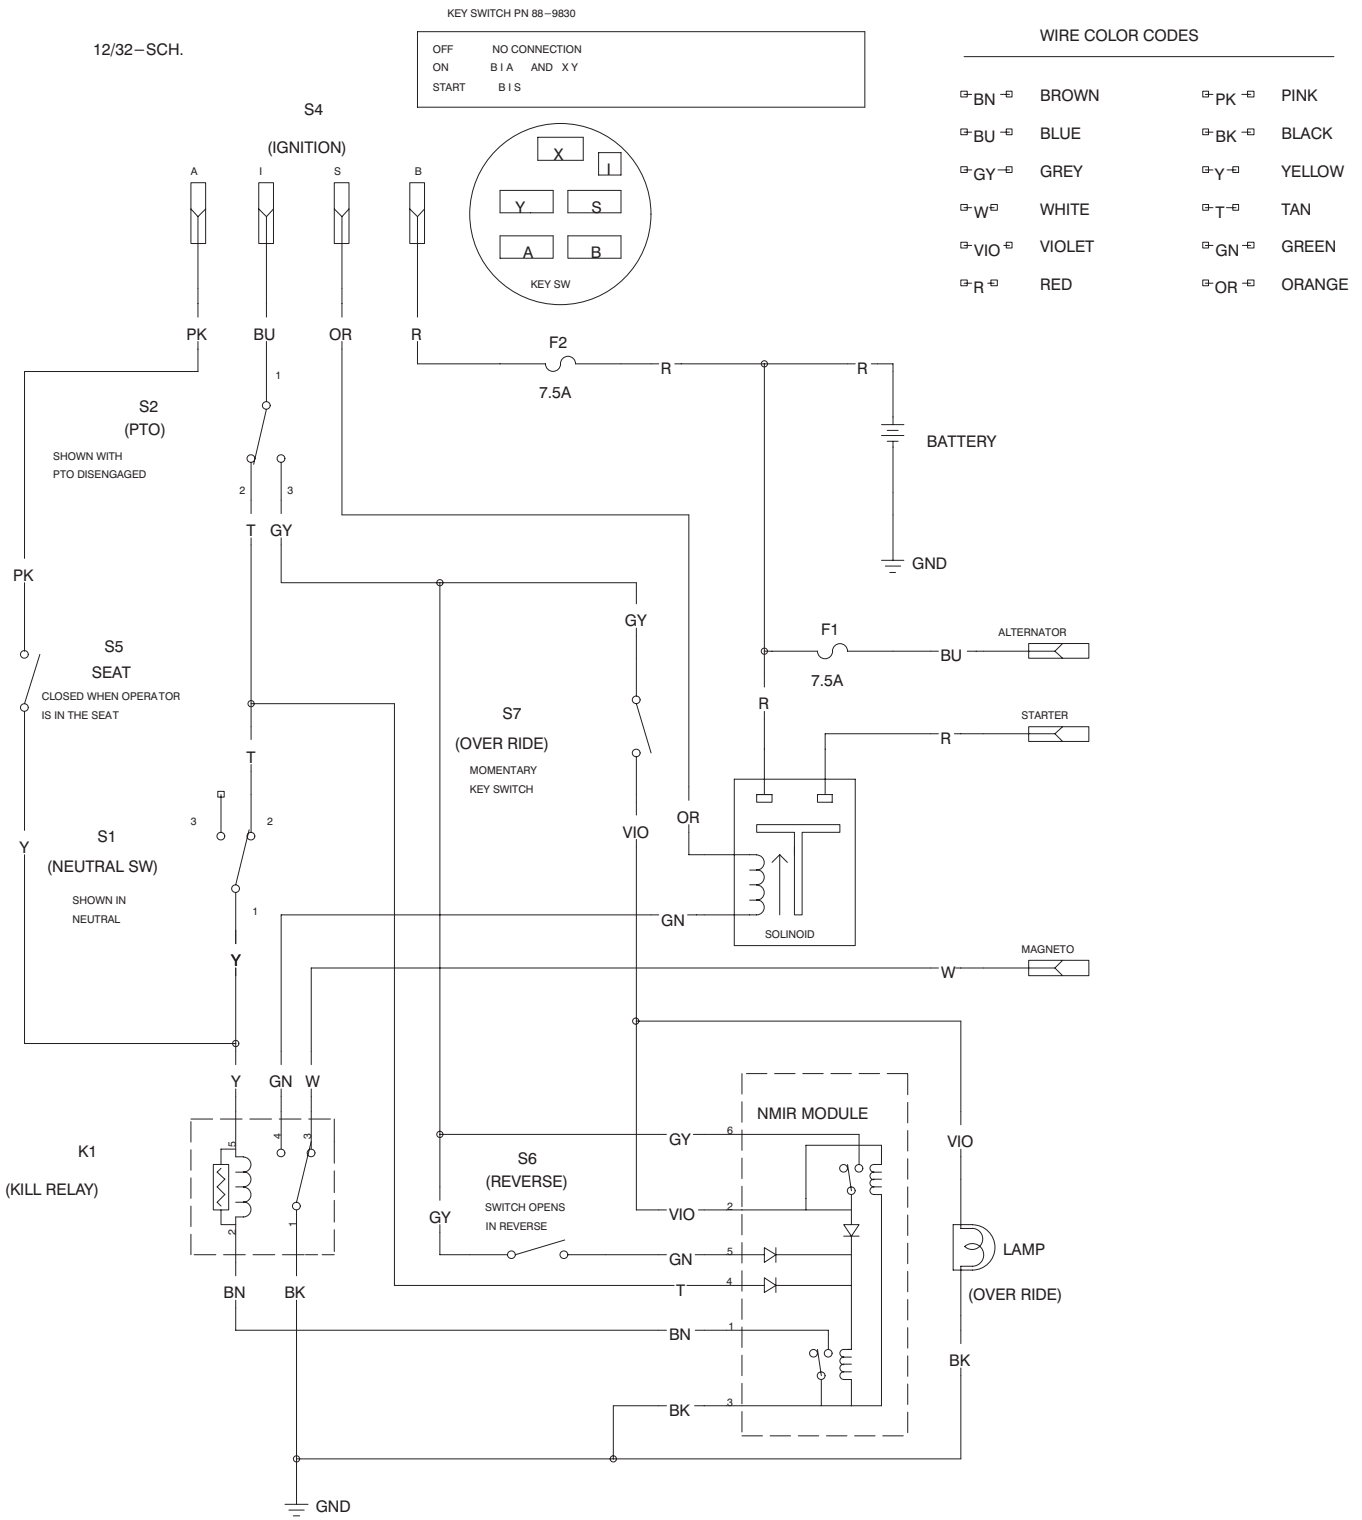 KEY SWITCH PN 88-9830
12/32-SCH.
OFF NO CONNECTION
ON B I A AND X Y
START B I S
WIRE COLOR CODES
BN BROWN PK PINK
BU BLUE BK BLACK
GY GREY Y YELLOW
W WHITE T TAN
VIO VIOLET GN GREEN
R RED OR ORANGE
S4
(IGNITION)
A I S B
X
I
Y S
A B
KEY SW
PK BU OR R
F2
7.5A
R R
1
S2
(PTO)
SHOWN WITH
PTO DISENGAGED
2 3
T GY
BATTERY
GND
PK
S5
SEAT
CLOSED WHEN OPERATOR
IS IN THE SEAT
GY
F1
7.5A
BU
ALTERNATOR
R
STARTER
R
S7
(OVER RIDE)
MOMENTARY
KEY SWITCH
T
3 2
S1
(NEUTRAL SW)
SHOWN IN
NEUTRAL
1
Y
VIO
OR
GN
SOLINOID
Y
MAGNETO
W
Y GN W
K1
(KILL RELAY)
5 4 3
2 1
BN BK
NMIR MODULE
GY 6
S6
(REVERSE)
SWITCH OPENS
IN REVERSE
GY
VIO 2
GN 5
T 4
BN 1
BK 3
VIO
LAMP
(OVER RIDE)
BK
GND